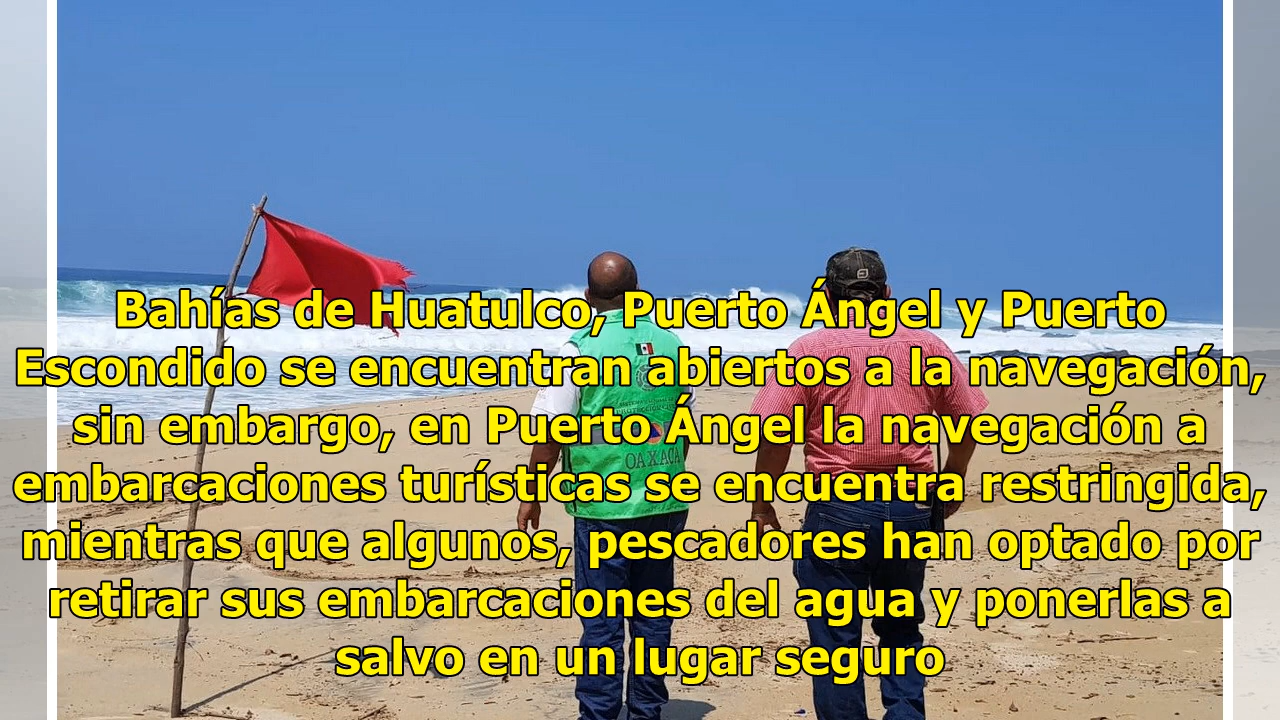 Bahías de Huatulco, Puerto Ángel y Puerto
Escondido se encuentran abiertos a la navegación,
sin embargo, en Puerto Ángel la navegación a
embarcaciones turísticas se encuentra restringida,
mientras que algunos, pescadores han optado por
retirar sus embarcaciones del agua y ponerlas a
salvo en un lugar seguro
OAXACA